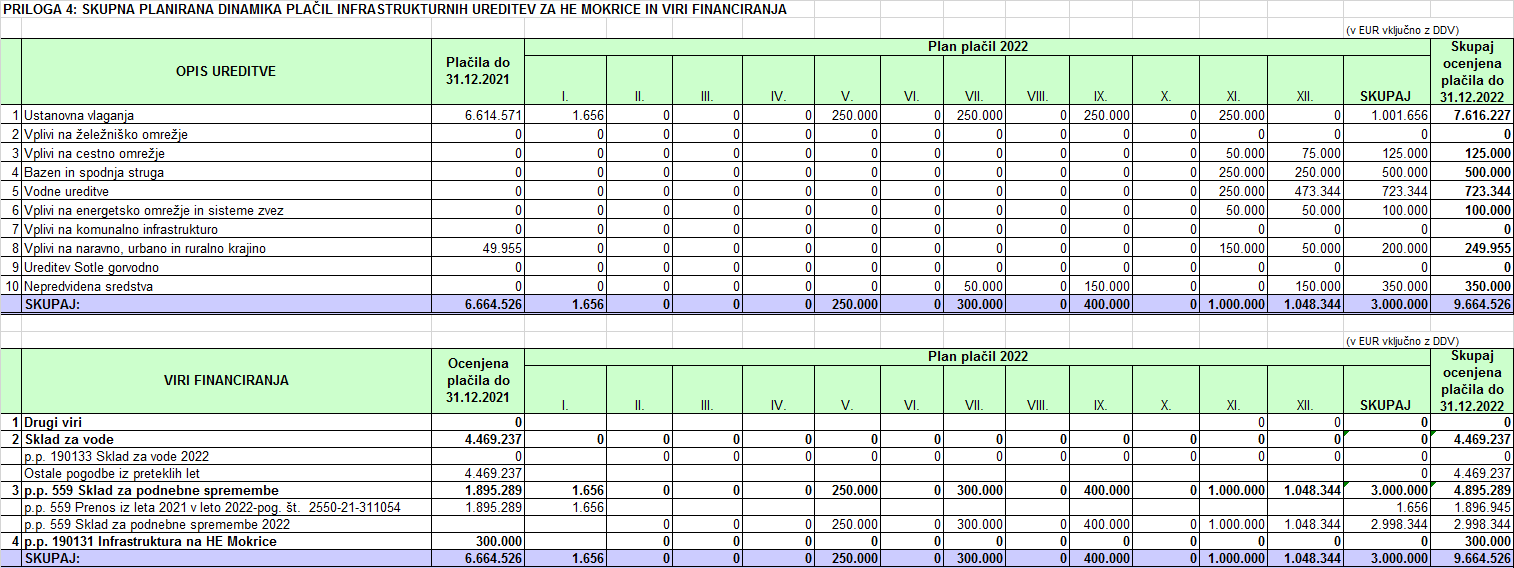 PRILOGA 4: SKUPNA PLANIRANA DINAMIKA PLAČIL INFRASTRUKTURNIH UREDITEV ZA HE MOKRICE IN VIRI FINANCIRANJA
(v EUR vključno z DDV)
OPIS UREDITVE Plačila do 31.12.2021 Plan plačil 2022 Skupaj ocenjena plačila do 31.12.2022
I. II. III. IV. V. VI. VII. VIII. IX. X. XI. XII. SKUPAJ
1 Ustanovna vlaganja 6.614.571 1.656 0 0 0 250.000 0 250.000 0 250.000 0 250.000 0 1.001.656 7.616.227
2 Vplivi na železniško omrežje 0 0 0 0 0 0 0 0 0 0 0 0 0 0 0
3 Vplivi na cestno omrežje 0 0 0 0 0 0 0 0 0 0 0 50.000 75.000 125.000 125.000
4 Bazen in spodnja struga 0 0 0 0 0 0 0 0 0 0 0 250.000 250.000 500.000 500.000
5 Vodne ureditve 0 0 0 0 0 0 0 0 0 0 0 250.000 473.344 723.344 723.344
6 Vplivi na energetsko omrežje in sisteme zvez 0 0 0 0 0 0 0 0 0 0 0 50.000 50.000 100.000 100.000
7 Vplivi na komunalno infrastrukturo 0 0 0 0 0 0 0 0 0 0 0 0 0 0 0
8 Vplivi na naravno, urbano in ruralno krajino 49.955 0 0 0 0 0 0 0 0 0 0 150.000 50.000 200.000 249.955
9 Ureditev Sotle gorvodno 0 0 0 0 0 0 0 0 0 0 0 0 0 0 0
10 Nepredvidena sredstva 0 0 0 0 0 0 0 50.000 0 150.000 0 0 150.000 350.000 350.000
SKUPAJ: 6.664.526 1.656 0 0 0 250.000 0 300.000 0 400.000 0 1.000.000 1.048.344 3.000.000 9.664.526
(v EUR vključno z DDV)
VIRI FINANCIRANJA Ocenjena plačila do 31.12.2021 Plan plačil 2022 Skupaj ocenjena plačila do 31.12.2022
I. II. III. IV. V. VI. VII. VIII. IX. X. XI. XII. SKUPAJ
1 Drugi viri 0 0 0 0 0
2 Sklad za vode 4.469.237 0 0 0 0 0 0 0 0 0 0 0 0 0 4.469.237
p.p. 190133 Sklad za vode 2022 0 0 0 0 0 0 0 0 0 0 0 0 0 0
Ostale pogodbe iz preteklih let 4.469.237 0 4.469.237
3 p.p. 559 Sklad za podnebne spremembe 1.895.289 1.656 0 0 0 250.000 0 300.000 0 400.000 0 1.000.000 1.048.344 3.000.000 4.895.289
p.p. 559 Prenos iz leta 2021 v leto 2022-pog. št. 2550-21-311054 1.895.289 1.656 1.656 1.896.945
p.p. 559 Sklad za podnebne spremembe 2022 0 0 0 250.000 0 300.000 0 400.000 0 1.000.000 1.048.344 2.998.344 2.998.344
4 p.p. 190131 Infrastruktura na HE Mokrice 300.000 0 0 0 0 0 0 0 0 0 0 0 0 300.000
SKUPAJ: 6.664.526 1.656 0 0 0 250.000 0 300.000 0 400.000 0 1.000.000 1.048.344 3.000.000 9.664.526